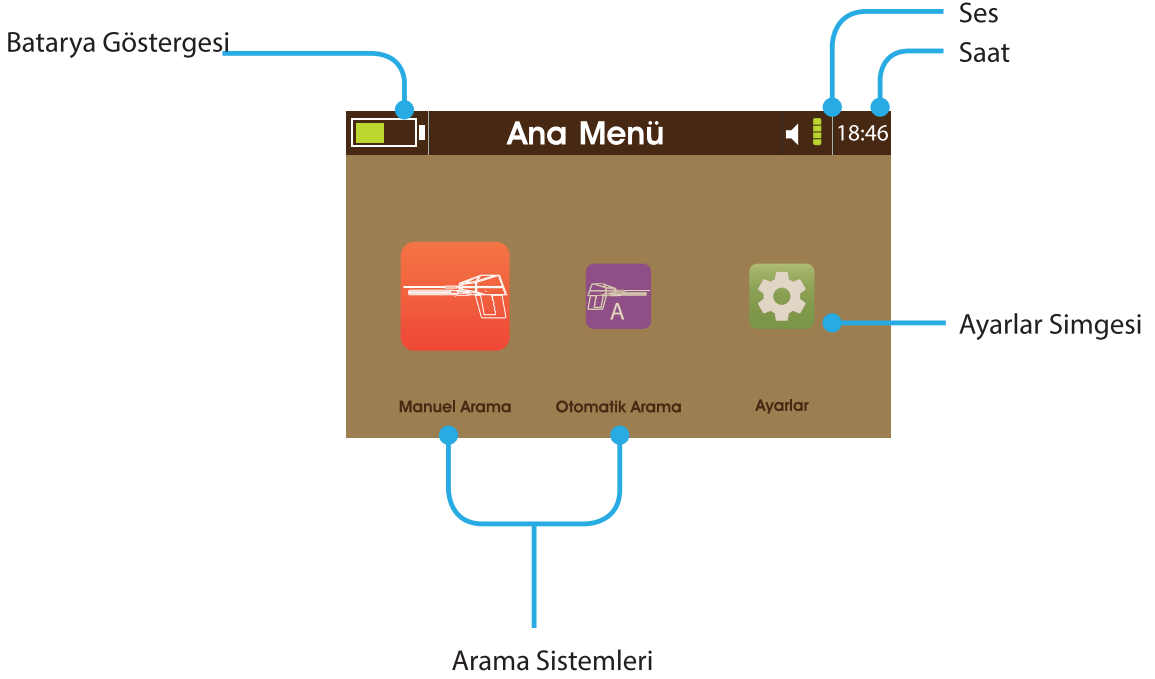 Ses
Batarya Göstergesi
Saat
Ana Menü
18:46
A
Ayarlar Simgesi
Manuel Arama
Otomatik Arama
Ayarlar
Arama Sistemleri